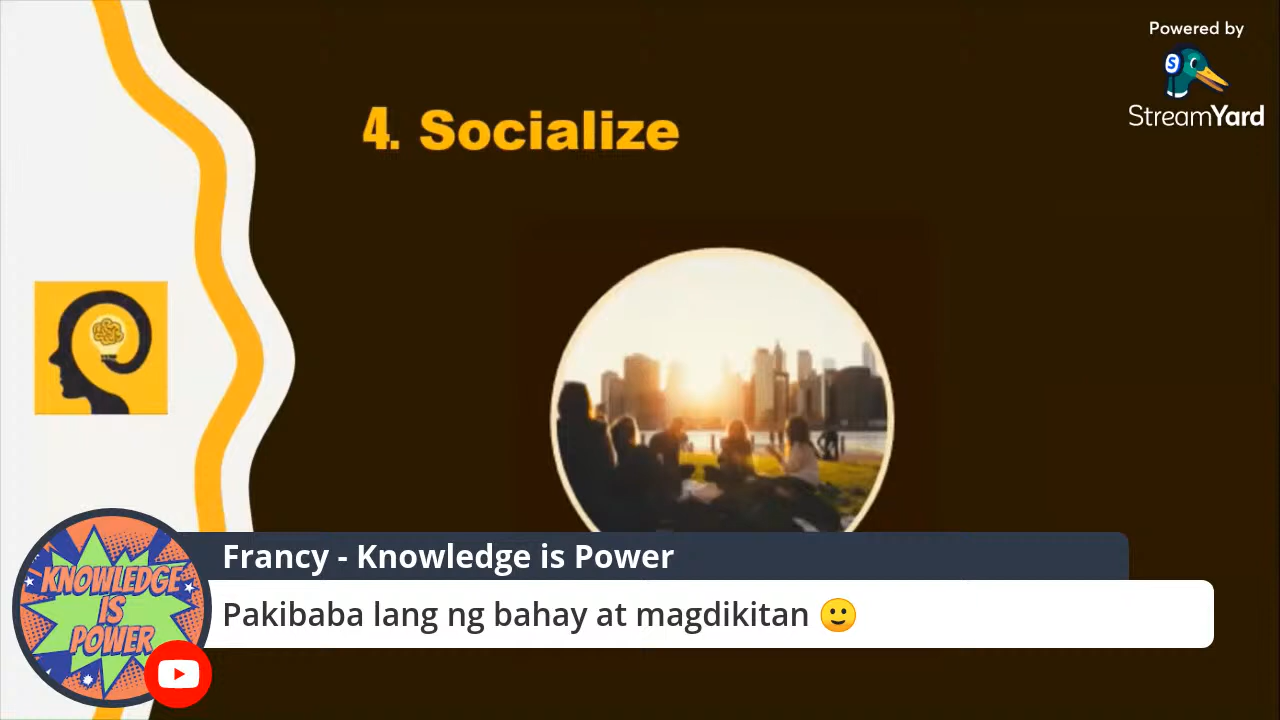 Powered by
StreamYard
4. Socialize
KNOWLEDGE
IS
POWER
Francy - Knowledge is Power
Pakibaba lang ng bahay at magdikitan 🙂